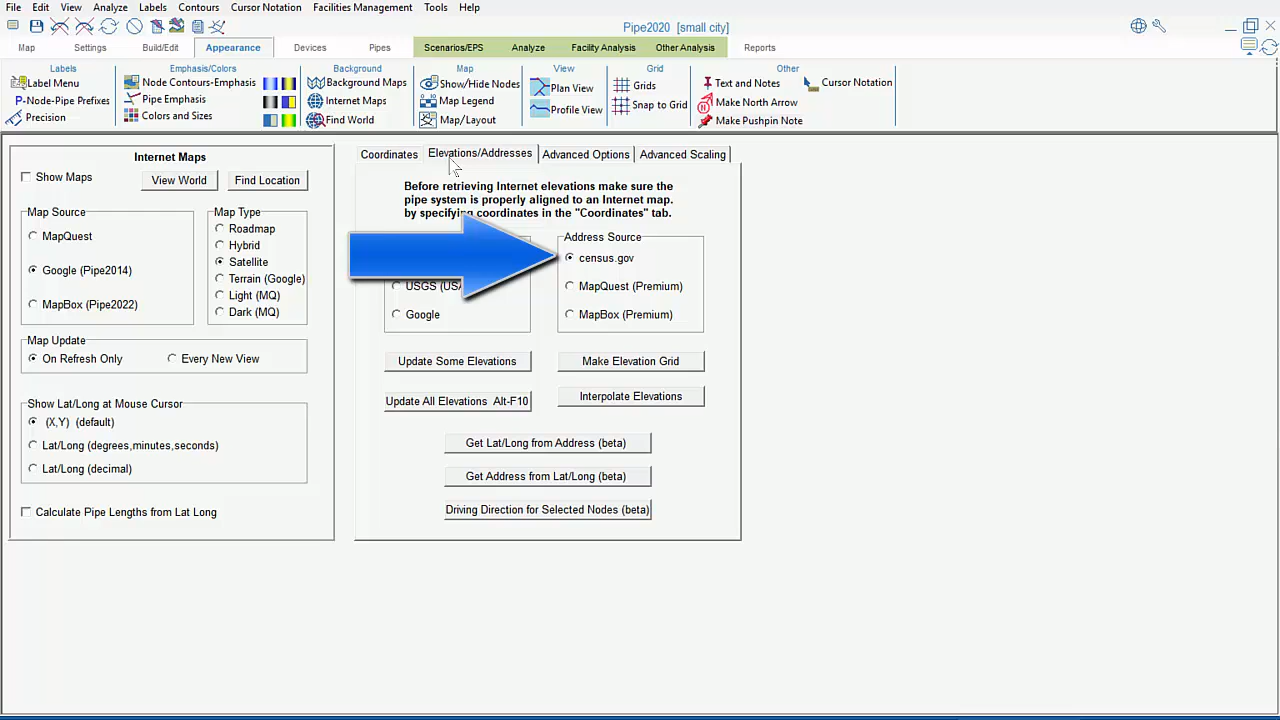 File Edit View Analyze Labels Contours Cursor Notation Facilities Management Tools Help
Pipe2020 [small city]
Map Settings Build/Edit Appearance Devices Pipes Scenarios/EPS Analyze Facility Analysis Other Analysis Reports
Labels Emphasis/Colors Background Map View Grid Other
Label Menu Node Contours-Emphasis Background Maps Show/Hide Nodes Plan View Grids Text and Notes Cursor Notation
P-Node-Pipe Prefixes Pipe Emphasis Internet Maps Map Legend Profile View Snap to Grid Make North Arrow
Precision Colors and Sizes Find World Map/Layout Make Pushpin Note
Internet Maps
Show Maps View World Find Location
Map Source
MapQuest
Google (Pipe2014)
MapBox (Pipe2022)
Map Type
Roadmap
Hybrid
Satellite
Terrain (Google)
Light (MQ)
Dark (MQ)
Map Update
On Refresh Only Every New View
Show Lat/Long at Mouse Cursor
(X,Y) (default)
Lat/Long (degrees,minutes,seconds)
Lat/Long (decimal)
Calculate Pipe Lengths from Lat Long
Coordinates Elevations/Addresses Advanced Options Advanced Scaling
Before retrieving Internet elevations make sure the
pipe system is properly aligned to an Internet map.
by specifying coordinates in the "Coordinates" tab.
USGS (USA
Google
Address Source
census.gov
MapQuest (Premium)
MapBox (Premium)
Update Some Elevations Make Elevation Grid
Update All Elevations Alt-F10 Interpolate Elevations
Get Lat/Long from Address (beta)
Get Address from Lat/Long (beta)
Driving Direction for Selected Nodes (beta)